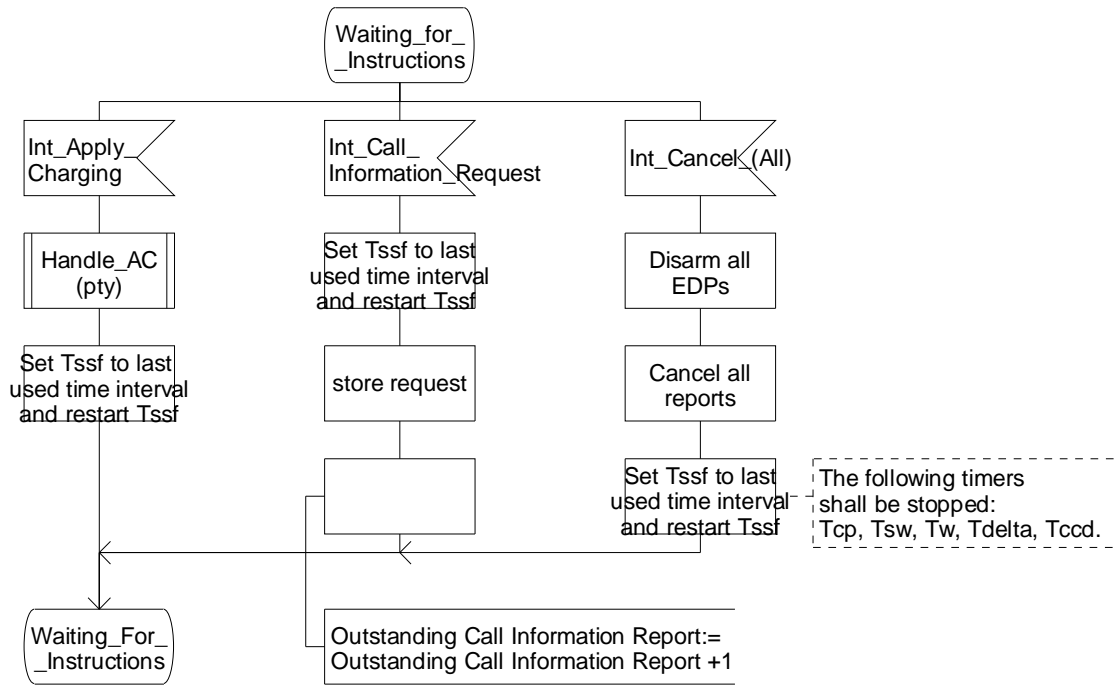 Waiting_for_
_Instructions
Int_Apply_
Charging
Int_Call_
Information_Request
Int_Cancel_(All)
Handle_AC
(pty)
Set Tssf to last
used time interval
and restart Tssf
Disarm all
EDPs
Set Tssf to last
used time interval
and restart Tssf
store request
Cancel all
reports
Set Tssf to last
used time interval
and restart Tssf
The following timers
shall be stopped:
Tcp, Tsw, Tw, Tdelta, Tccd.
Waiting_For_
_Instructions
Outstanding Call Information Report:=
Outstanding Call Information Report +1